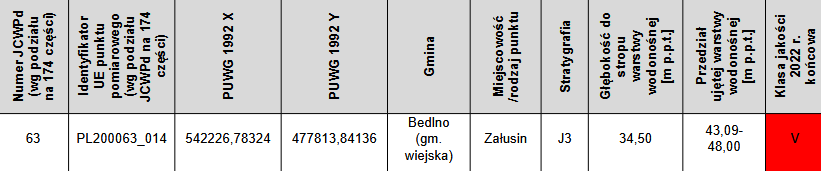 Numer JCWPd
(wg podziału
na 174 części)
Identyfikator
UE punktu
pomiarowego
(wg podziału
JCWPd na 174
części)
PUWG 1992 X
PUWG 1992 Y
Gmina
Miejscowość
/rodzaj punktu
Stratygrafia
Głębokość do
stropu
warstwy
wodonośnej
[m p.p.t.]
Przedział
ujętej warstwy
wodonośnej
[m p.p.t.]
Klasa jakości
2022 r.
końcowa
63
PL200063_014
542226,78324
477813,84136
Bedlno
(gm.
wiejska)
Załusin
J3
34,50
43,09-
48,00
V